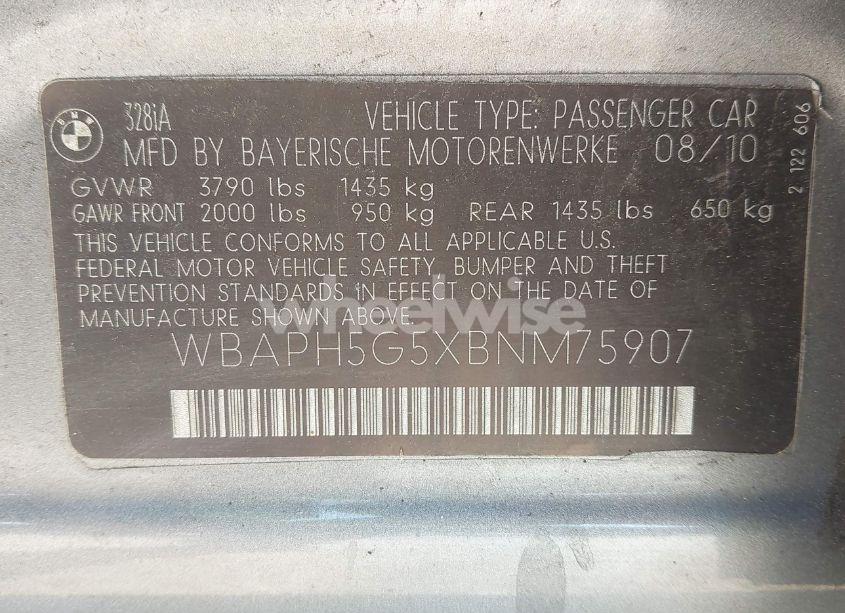 BMW
328iA VEHICLE TYPE: PASSENGER CAR
MFD BY BAYERISCHE MOTORENWERKE 08/10
GVWR 3790 lbs 1435 kg
GAWR FRONT 2000 lbs 950 kg REAR 1435 lbs 650 kg
THIS VEHICLE CONFORMS TO ALL APPLICABLE U.S.
FEDERAL MOTOR VEHICLE SAFETY, BUMPER AND THEFT
PREVENTION STANDARDS IN EFFECT ON THE DATE OF
MANUFACTURE SHOWN ABOVE.
WBAPH5G5XBNM75907
2 122 606
wheelwise